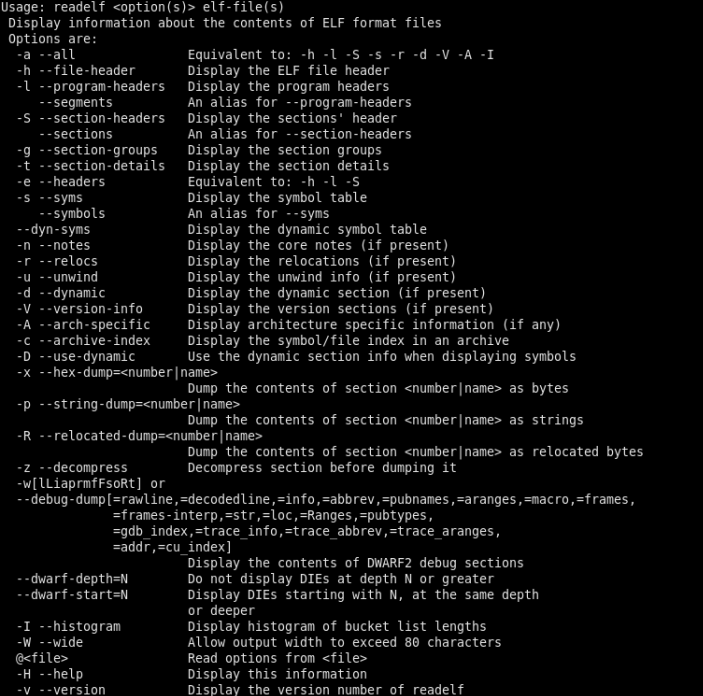 Usage: readelf <option(s)> elf-file(s)
 Display information about the contents of ELF format files
 Options are:
  -a --all               Equivalent to: -h -l -S -s -r -d -V -A -I
  -h --file-header       Display the ELF file header
  -l --program-headers   Display the program headers
     --segments          An alias for --program-headers
  -S --section-headers   Display the sections' header
     --sections          An alias for --section-headers
  -g --section-groups    Display the section groups
  -t --section-details   Display the section details
  -e --headers           Equivalent to: -h -l -S
  -s --syms              Display the symbol table
     --symbols           An alias for --syms
  --dyn-syms             Display the dynamic symbol table
  -n --notes             Display the core notes (if present)
  -r --relocs            Display the relocations (if present)
  -u --unwind            Display the unwind info (if present)
  -d --dynamic           Display the dynamic section (if present)
  -V --version-info      Display the version sections (if present)
  -A --arch-specific     Display architecture specific information (if any)
  -c --archive-index     Display the symbol/file index in an archive
  -D --use-dynamic       Use the dynamic section info when displaying symbols
  -x --hex-dump=<number|name>
                         Dump the contents of section <number|name> as bytes
  -p --string-dump=<number|name>
                         Dump the contents of section <number|name> as strings
  -R --relocated-dump=<number|name>
                         Dump the contents of section <number|name> as relocated bytes
  -z --decompress        Decompress section before dumping it
  -w[lLiaprmfFsoRt] or
  --debug-dump[=rawline,=decodedline,=info,=abbrev,=pubnames,=aranges,=macro,=frames,
               =frames-interp,=str,=loc,=Ranges,=pubtypes,
               =gdb_index,=trace_info,=trace_abbrev,=trace_aranges,
               =addr,=cu_index]
                         Display the contents of DWARF2 debug sections
  --dwarf-depth=N        Do not display DIEs at depth N or greater
  --dwarf-start=N        Display DIEs starting with N, at the same depth
                         or deeper
  -I --histogram         Display histogram of bucket list lengths
  -W --wide              Allow output width to exceed 80 characters
  @<file>                Read options from <file>
  -H --help              Display this information
  -v --version           Display the version number of readelf